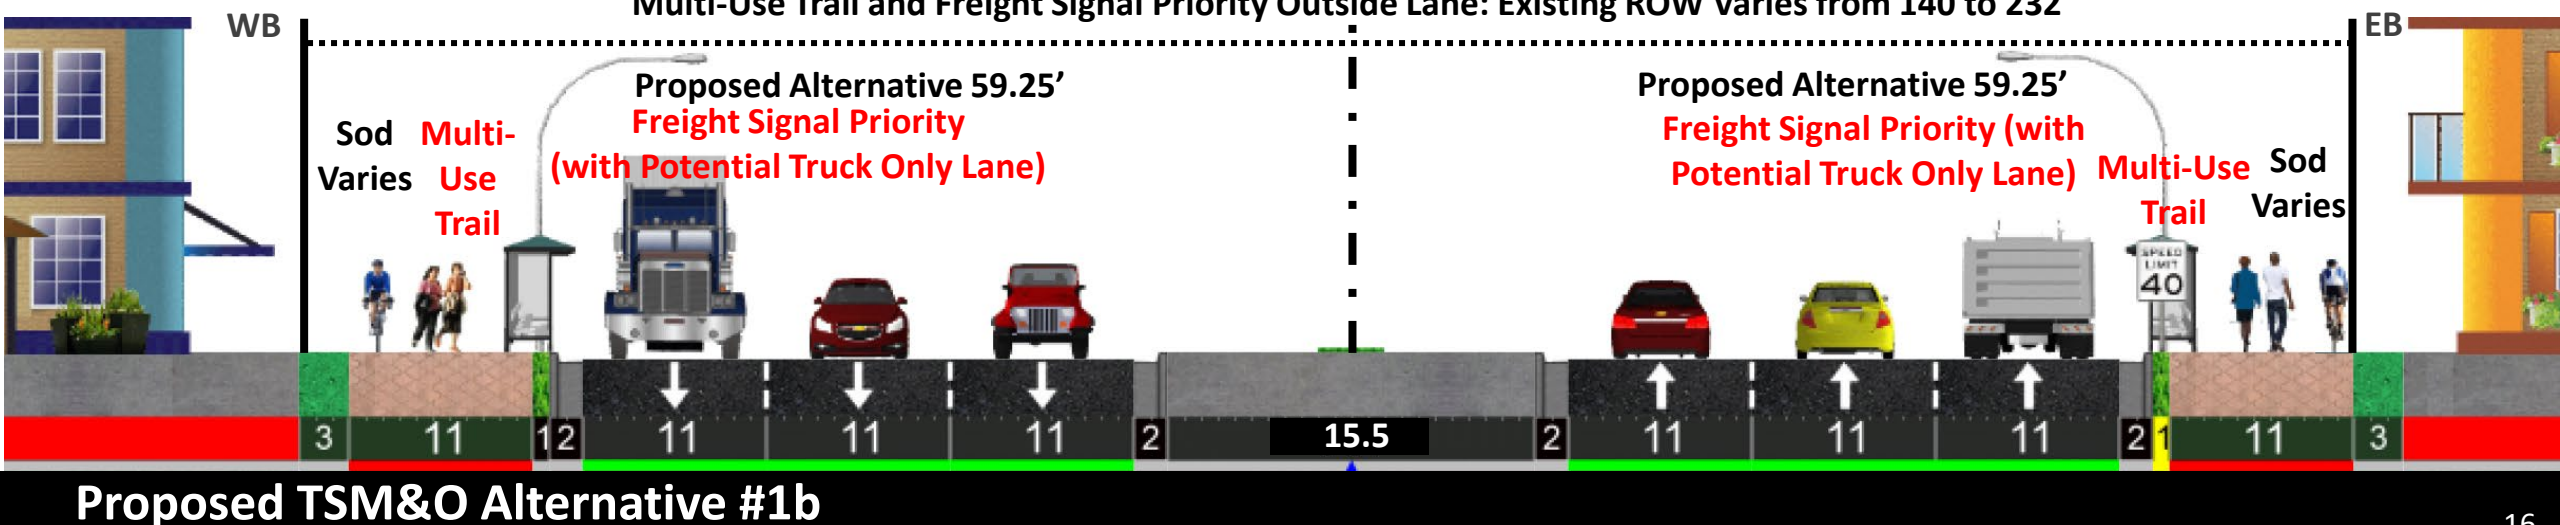 Multi-Use Trail and Freight Signal Priority Outside Lane: Existing ROW Varies from 140 to 232
WB
EB
Proposed Alternative 59.25’
Freight Signal Priority
(with Potential Truck Only Lane)
Proposed Alternative 59.25’
Freight Signal Priority (with
Potential Truck Only Lane)
Sod
Varies
Multi-
Use
Trail
Multi-Use
Trail
Sod
Varies
SPEED
LIMIT
40
3 11 1 2 11 11 11 2 15.5 2 11 11 11 2 1 11 3
Proposed TSM&O Alternative #1b
16